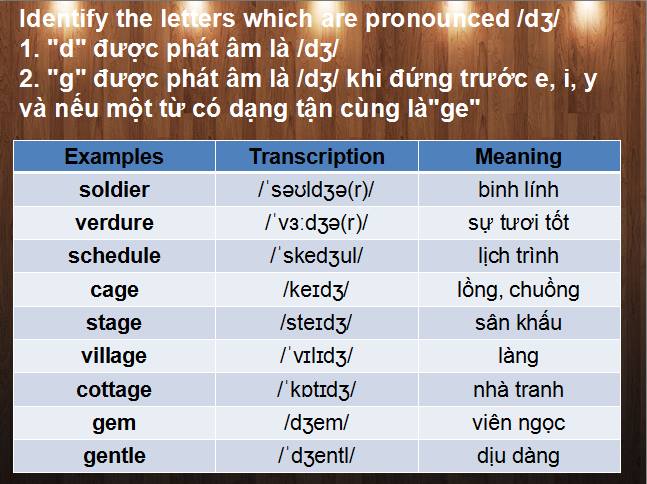 Identify the letters which are pronounced /dʒ/
1. "d" được phát âm là /dʒ/
2. "g" được phát âm là /dʒ/ khi đứng trước e, i, y
và nếu một từ có dạng tận cùng là"ge"
Examples Transcription Meaning
soldier /ˈsəʊldʒə(r)/ binh lính
verdure /ˈvɜːdʒə(r)/ sự tươi tốt
schedule /ˈskedʒul/ lịch trình
cage /keɪdʒ/ lồng, chuồng
stage /steɪdʒ/ sân khấu
village /ˈvɪlɪdʒ/ làng
cottage /ˈkɒtɪdʒ/ nhà tranh
gem /dʒem/ viên ngọc
gentle /ˈdʒentl/ dịu dàng